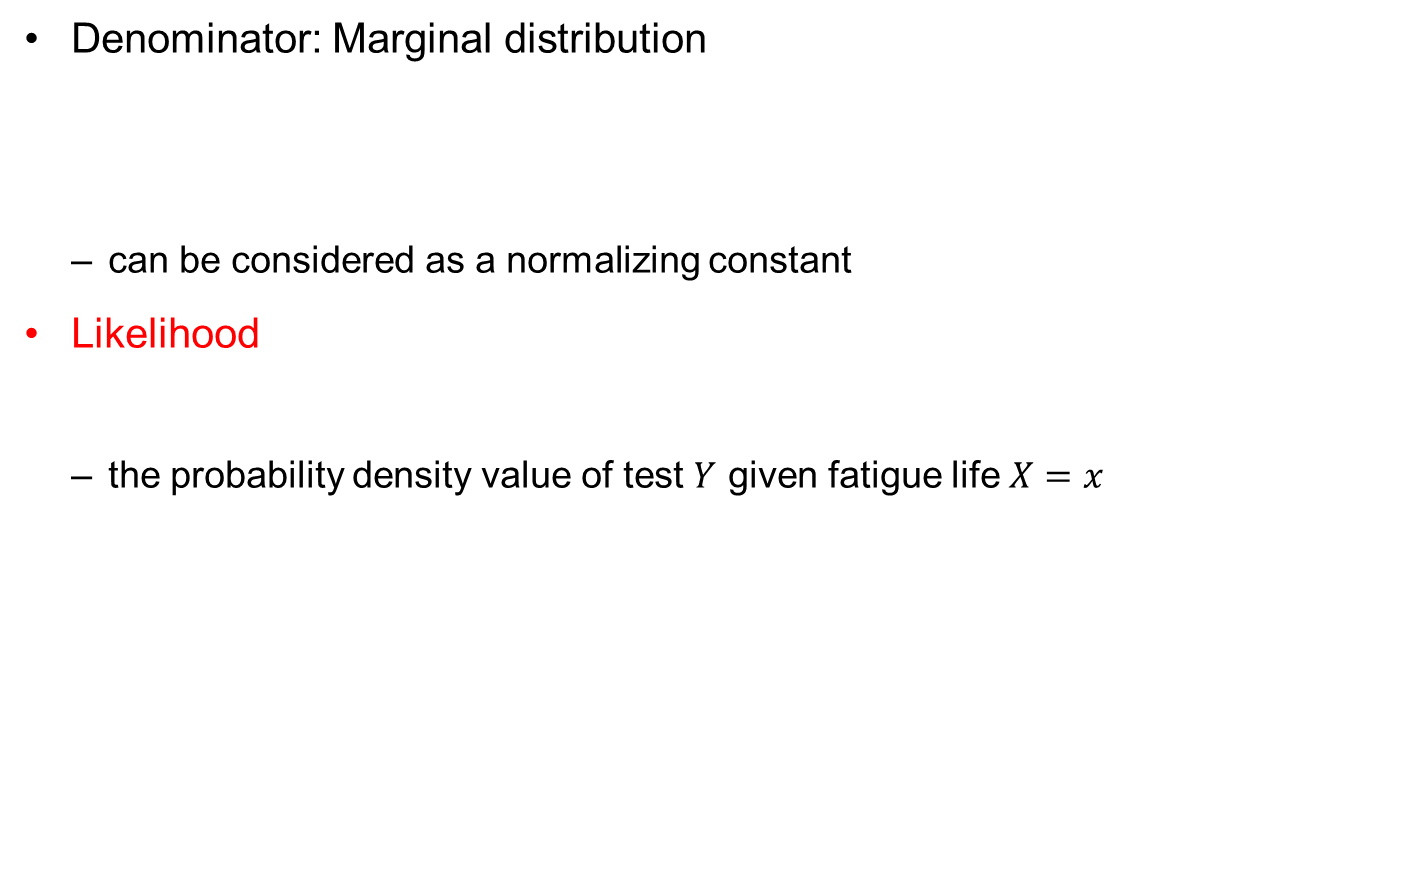 • Denominator: Marginal distribution
– can be considered as a normalizing constant
• Likelihood
– the probability density value of test Y given fatigue life X = x